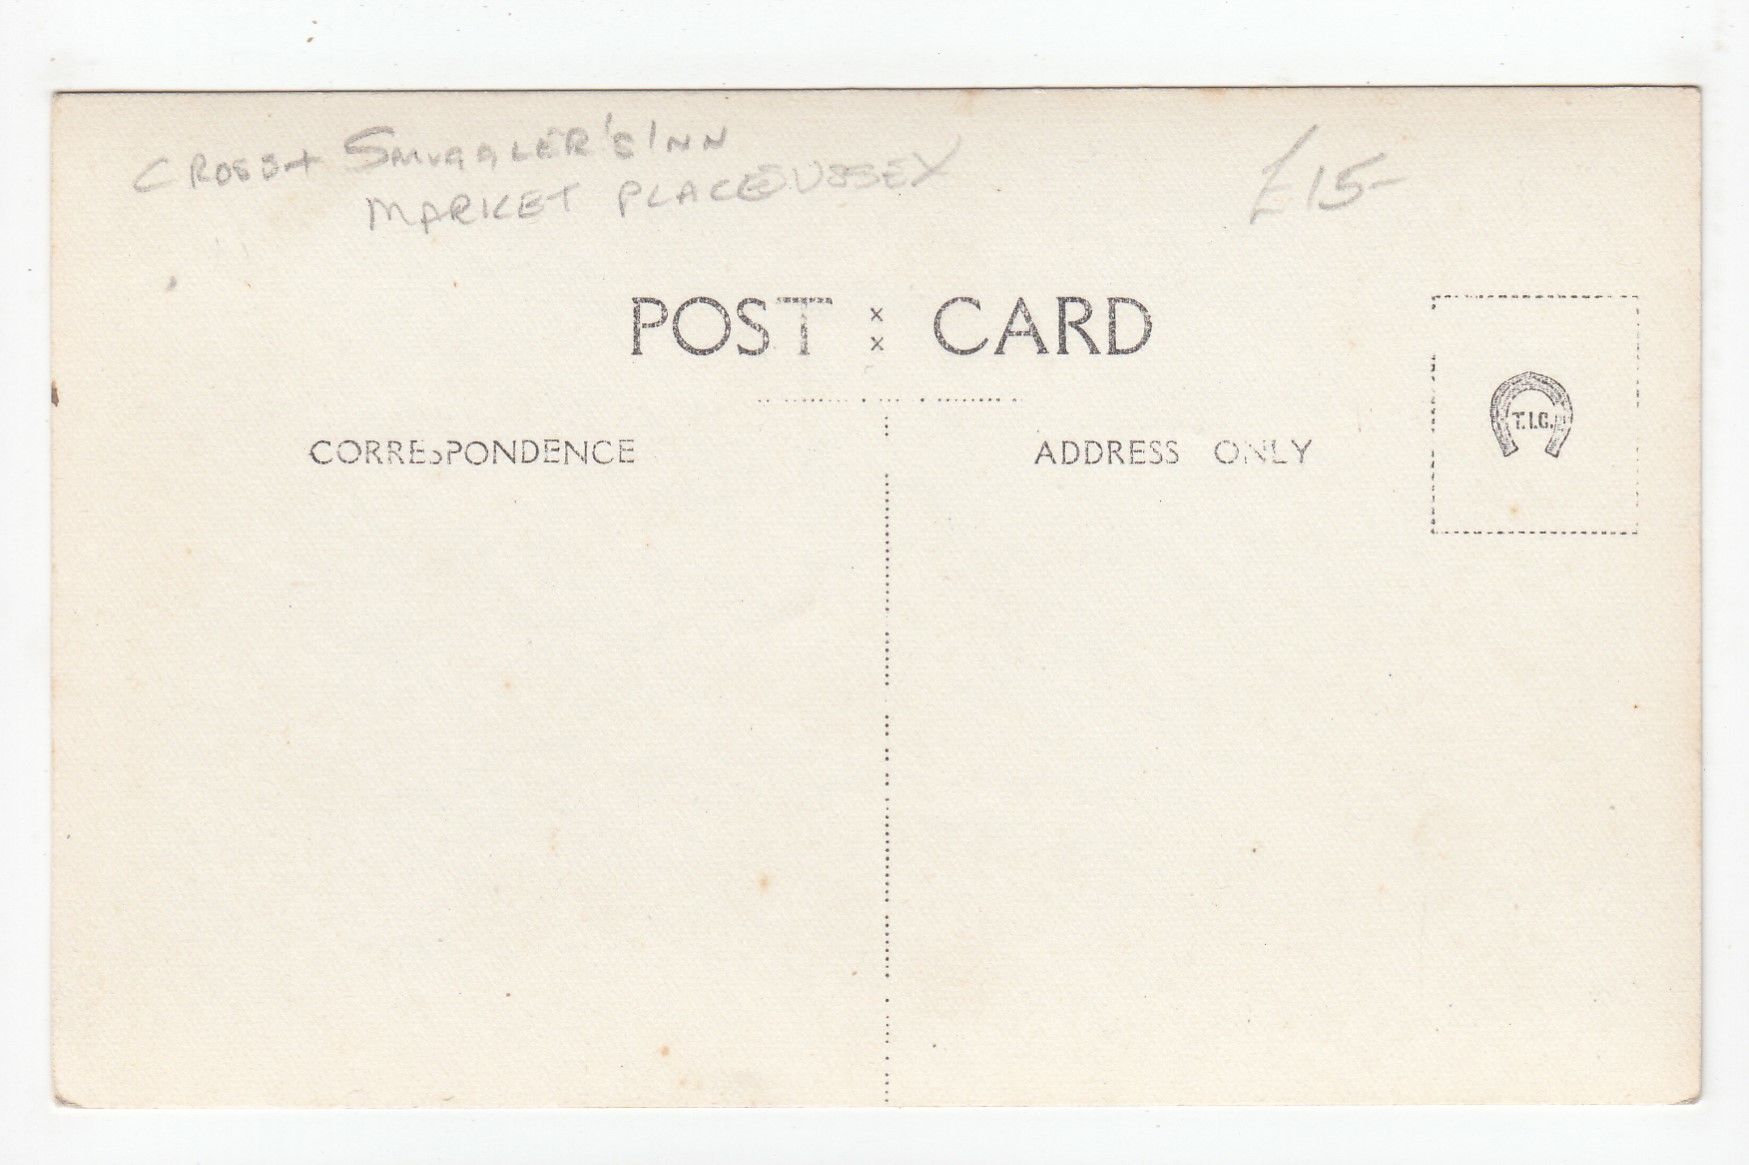 CROSS + SMUGGLER'S INN
MARKET PLACE SUSSEX
£15-
POST CARD
CORRESPONDENCE
ADDRESS ONLY
T.I.C.